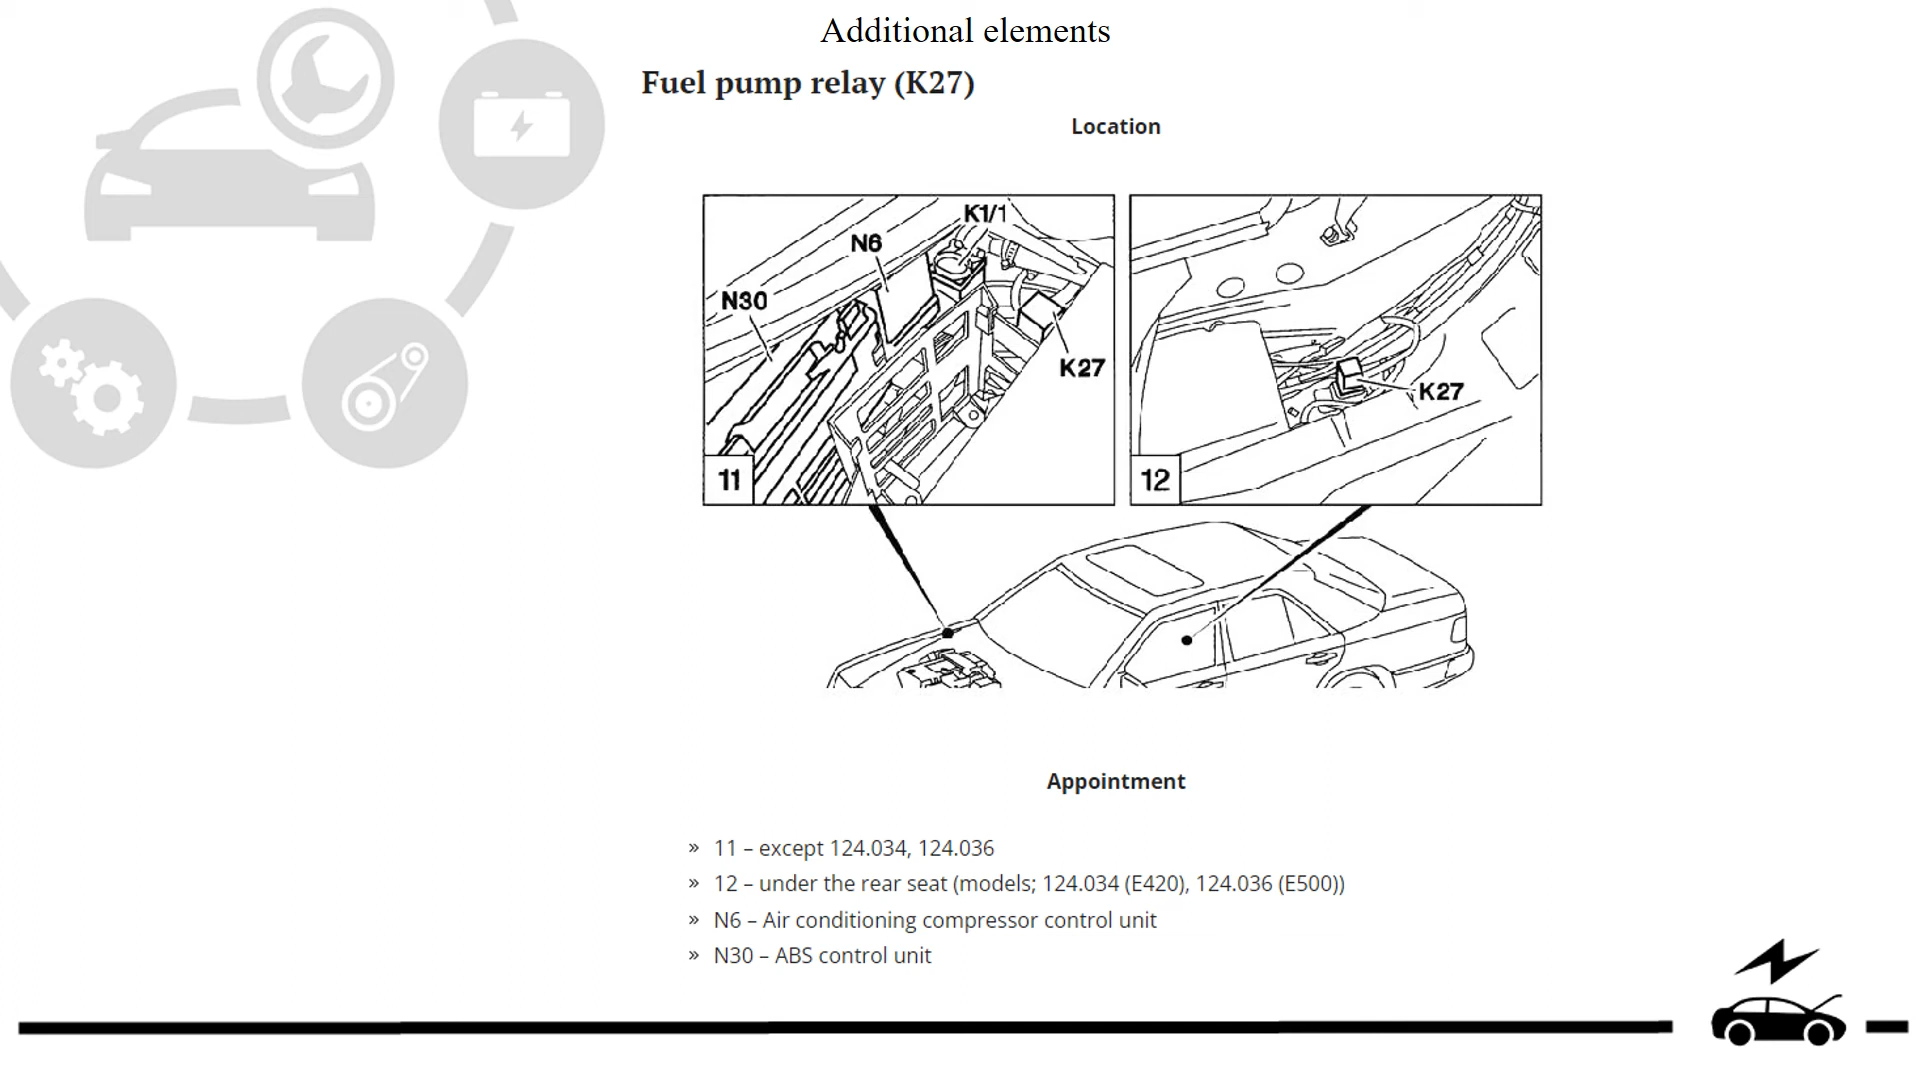 Additional elements
Fuel pump relay (K27)
Location
K1/1
N6
N30
K27
11
K27
12
Appointment
» 11 – except 124.034, 124.036
» 12 – under the rear seat (models; 124.034 (E420), 124.036 (E500))
» N6 – Air conditioning compressor control unit
» N30 – ABS control unit